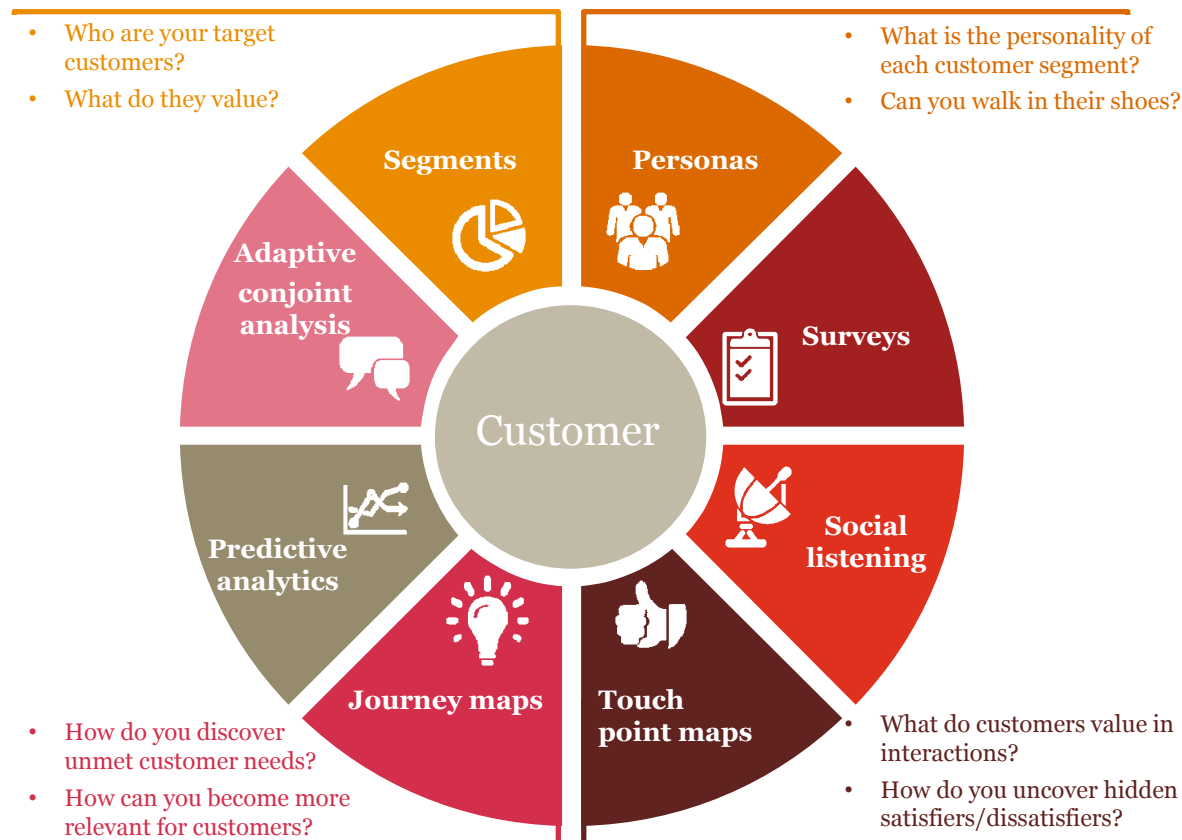 • Who are your target
customers?
• What do they value?
• What is the personality of
each customer segment?
• Can you walk in their shoes?
Segments
Personas
Adaptive
conjoint
analysis
Surveys
Customer
Predictive
analytics
Social
listening
Journey maps
Touch
point maps
• How do you discover
unmet customer needs?
• How can you become more
relevant for customers?
• What do customers value in
interactions?
• How do you uncover hidden
satisfiers/dissatisfiers?